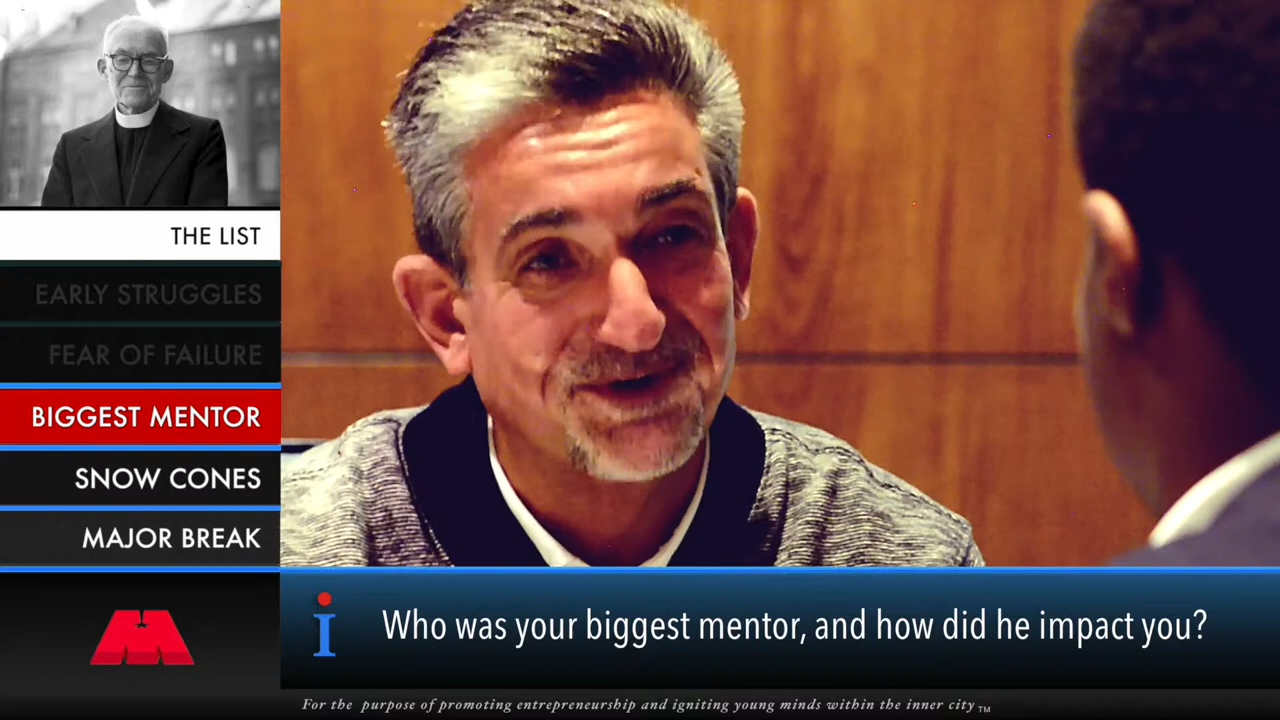 THE LIST
EARLY STRUGGLES
FEAR OF FAILURE
BIGGEST MENTOR
SNOW CONES
MAJOR BREAK
i
Who was your biggest mentor, and how did he impact you?
For the purpose of promoting entrepreneurship and igniting young minds within the inner city TM